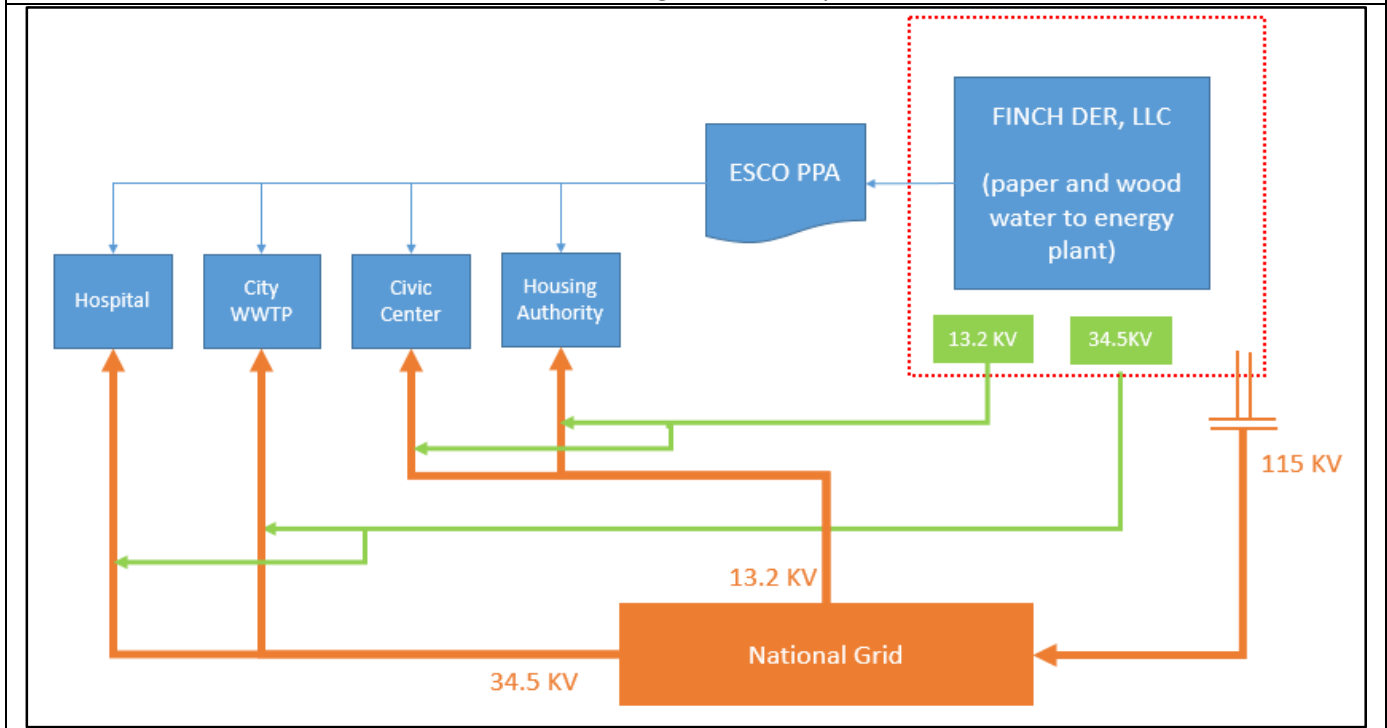 FINCH DER, LLC
(paper and wood
water to energy
plant)
ESCO PPA
Hospital
City
WWTP
Civic
Center
Housing
Authority
13.2 KV
34.5KV
115 KV
13.2 KV
National Grid
34.5 KV